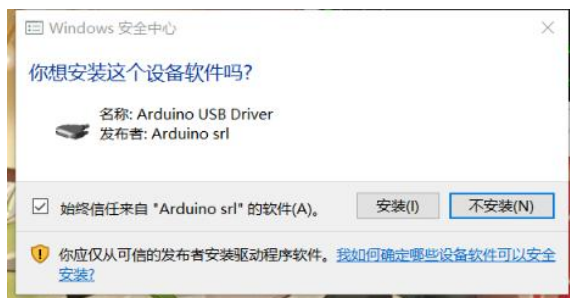 Windows 安全中心
你想安装这个设备软件吗?
名称: Arduino USB Driver
发布者: Arduino srl
始终信任来自 "Arduino srl" 的软件(A)。
安装(I)
不安装(N)
你应仅从可信的发布者安装驱动程序软件。我如何确定哪些设备软件可以安全
安装?